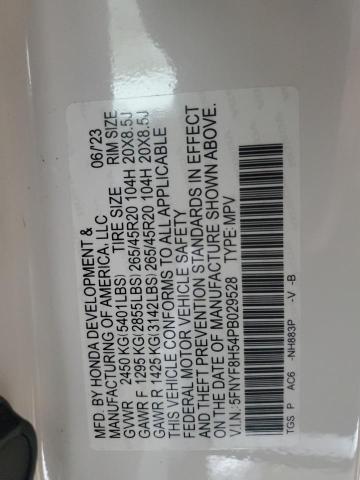 MFD. BY HONDA DEVELOPMENT & 06/'23
MANUFACTURING OF AMERICA, LLC
TIRE SIZE RIM SIZE
GVWR 2450 KG(5401LBS)
GAWR F 1295 KG(2855LBS) 265/45R20 104H 20X8.5J
GAWR R 1425 KG(3142LBS) 265/45R20 104H 20X8.5J
THIS VEHICLE CONFORMS TO ALL APPLICABLE
FEDERAL MOTOR VEHICLE SAFETY
AND THEFT PREVENTION STANDARDS IN EFFECT
ON THE DATE OF MANUFACTURE SHOWN ABOVE.
V.I.N.: 5FNYF8H54PB029528 TYPE: MPV
TGS P AC6 -NH883P -V -B